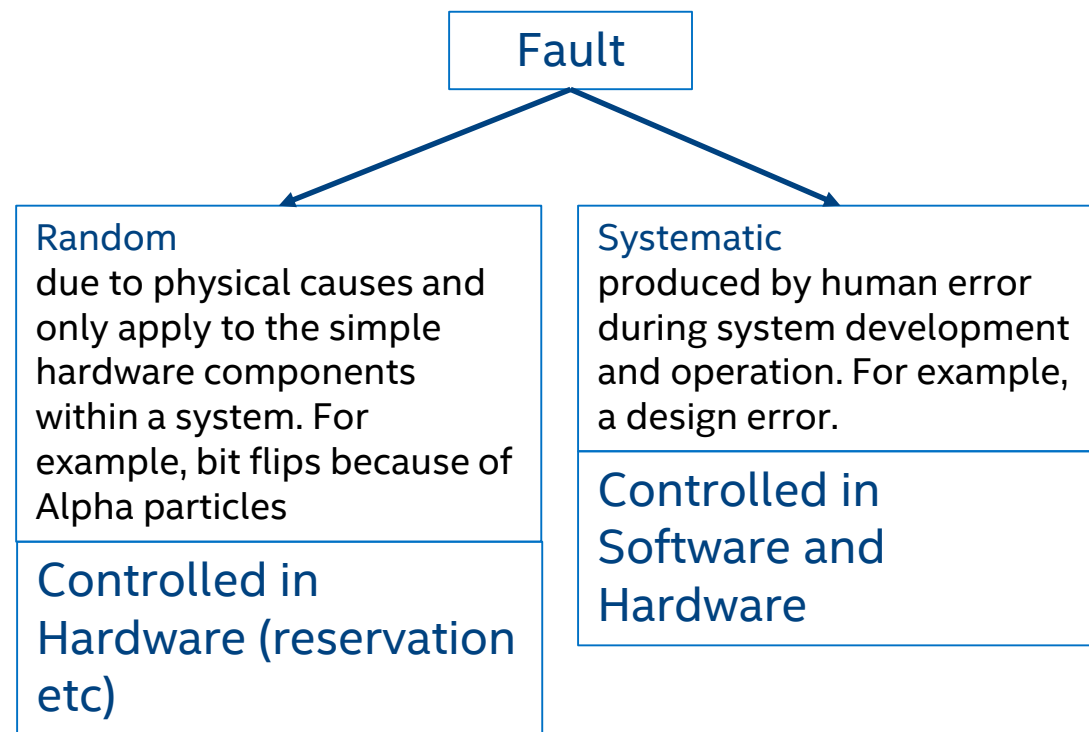 Fault
Random
due to physical causes and
only apply to the simple
hardware components
within a system. For
example, bit flips because of
Alpha particles
Controlled in
Hardware (reservation
etc)
Systematic
produced by human error
during system development
and operation. For example,
a design error.
Controlled in
Software and
Hardware